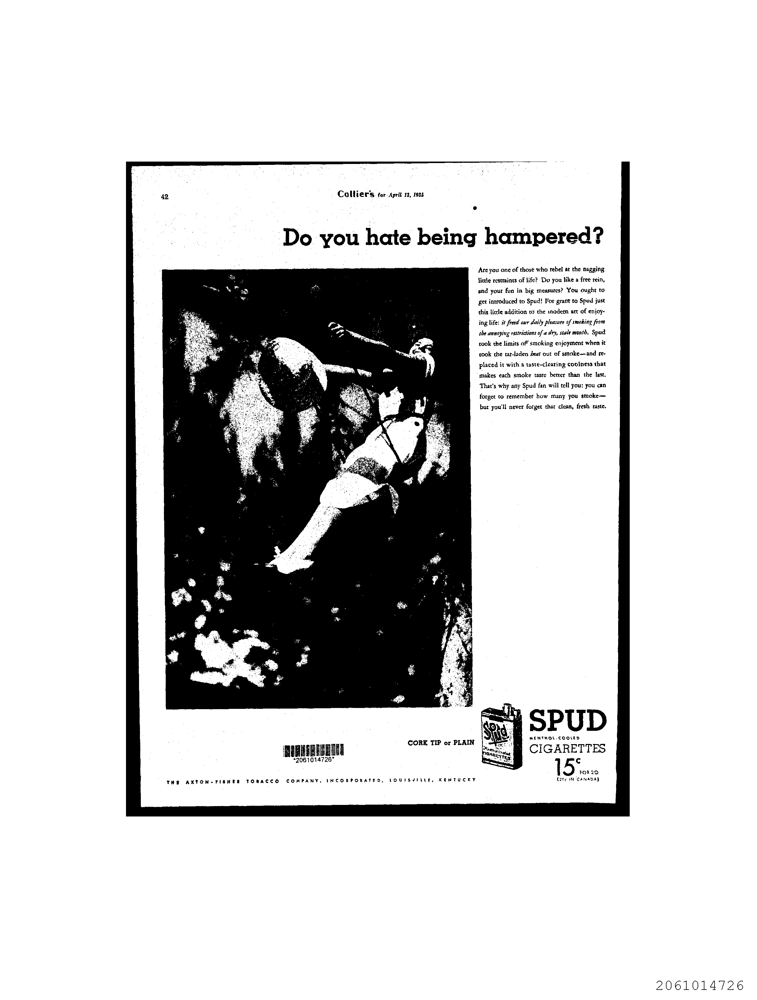 42
Collier's for April 13, 1935
Do you hate being hampered?
Are you one of those who rebel at the nagging
little restraints of life? Do you like a free rein,
and your fun in big measures? You ought to
get introduced to Spud! For grant to Spud just
this little addition to the modern art of enjoy-
ing life: it freed our daily pleasure of smoking from
the annoying restrictions of a dry, stale mouth. Spud
took the limits off smoking enjoyment when it
took the tar-laden heat out of smoke—and re-
placed it with a taste-clearing coolness that
makes each smoke taste better than the last.
That's why any Spud fan will tell you: you can
forget to remember how many you smoke—
but you'll never forget that clean, fresh taste.
SPUD
CORK TIP or PLAIN
MENTHOL-COOLED
CIGARETTES
15c FOR 20
IN CANADA)
*2061014726*
THE AXTON-FISHER TOBACCO COMPANY, INCORPORATED, LOUISVILLE, KENTUCKY
2061014726